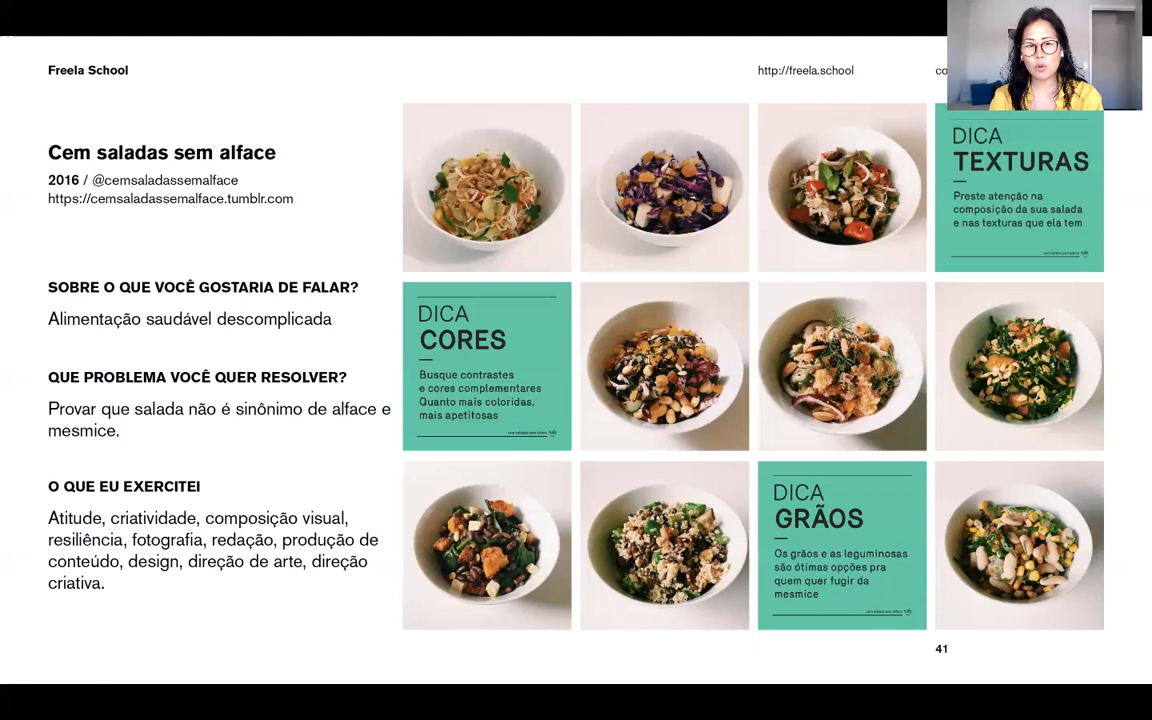 Freela School
http://freela.school
co
Cem saladas sem alface
2016 / @cemsaladassemalface
https://cemsaladassemalface.tumblr.com
SOBRE O QUE VOCÊ GOSTARIA DE FALAR?
Alimentação saudável descomplicada
QUE PROBLEMA VOCÊ QUER RESOLVER?
Provar que salada não é sinônimo de alface e
mesmice.
O QUE EU EXERCITEI
Atitude, criatividade, composição visual,
resiliência, fotografia, redação, produção de
conteúdo, design, direção de arte, direção
criativa.
DICA
TEXTURAS
Preste atenção na
composição da sua salada
e nas texturas que ela tem
DICA
CORES
Busque contrastes
e cores complementares
Quanto mais coloridas,
mais apetitosas
DICA
GRÃOS
Os grãos e as leguminosas
são ótimas opções pra
quem quer fugir da
mesmice
41